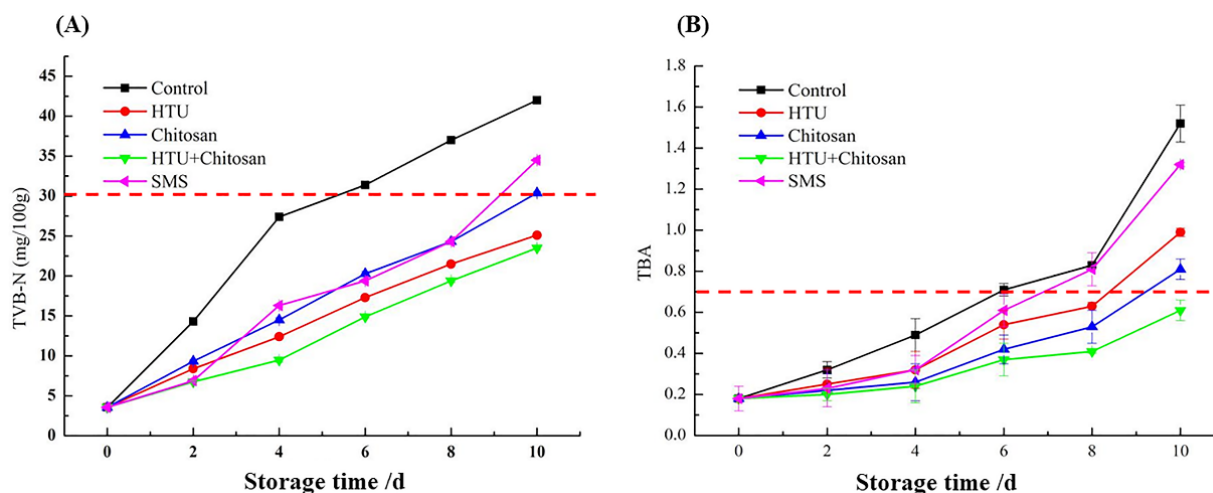 (A)
TVB-N (mg/100g)
45
40
35
30
25
20
15
10
5
0
Control
HTU
Chitosan
HTU+Chitosan
SMS
0 2 4 6 8 10
Storage time /d
(B)
TBA
1.8
1.6
1.4
1.2
1.0
0.8
0.6
0.4
0.2
0.0
Control
HTU
Chitosan
HTU+Chitosan
SMS
0 2 4 6 8 10
Storage time /d